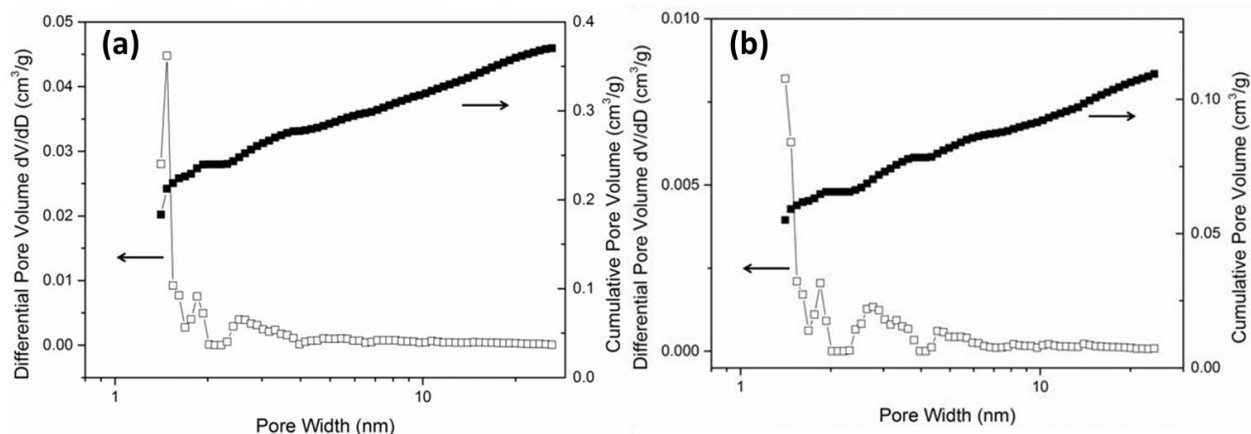 (a)
Differential Pore Volume dV/dD (cm³/g)
0.05
0.04
0.03
0.02
0.01
0.00
0.4
0.3
0.2
0.1
0.0
Cumulative Pore Volume (cm³/g)
1
10
Pore Width (nm)
(b)
Differential Pore Volume dV/dD (cm³/g)
0.010
0.005
0.000
0.10
0.05
0.00
Cumulative Pore Volume (cm³/g)
1
10
Pore Width (nm)